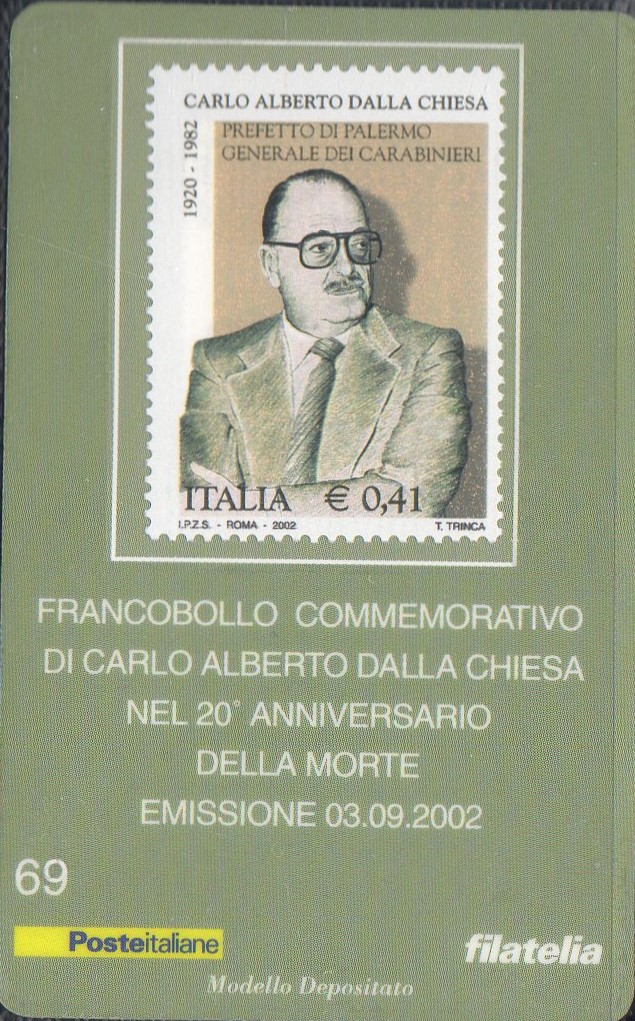 CARLO ALBERTO DALLA CHIESA
1920 - 1982
PREFETTO DI PALERMO
GENERALE DEI CARABINIERI
ITALIA € 0,41
I.P.Z.S. - ROMA - 2002 T. TRINCA
FRANCOBOLLO COMMEMORATIVO
DI CARLO ALBERTO DALLA CHIESA
NEL 20° ANNIVERSARIO
DELLA MORTE
EMISSIONE 03.09.2002
69
Posteitaliane filatelia
Modello Depositato